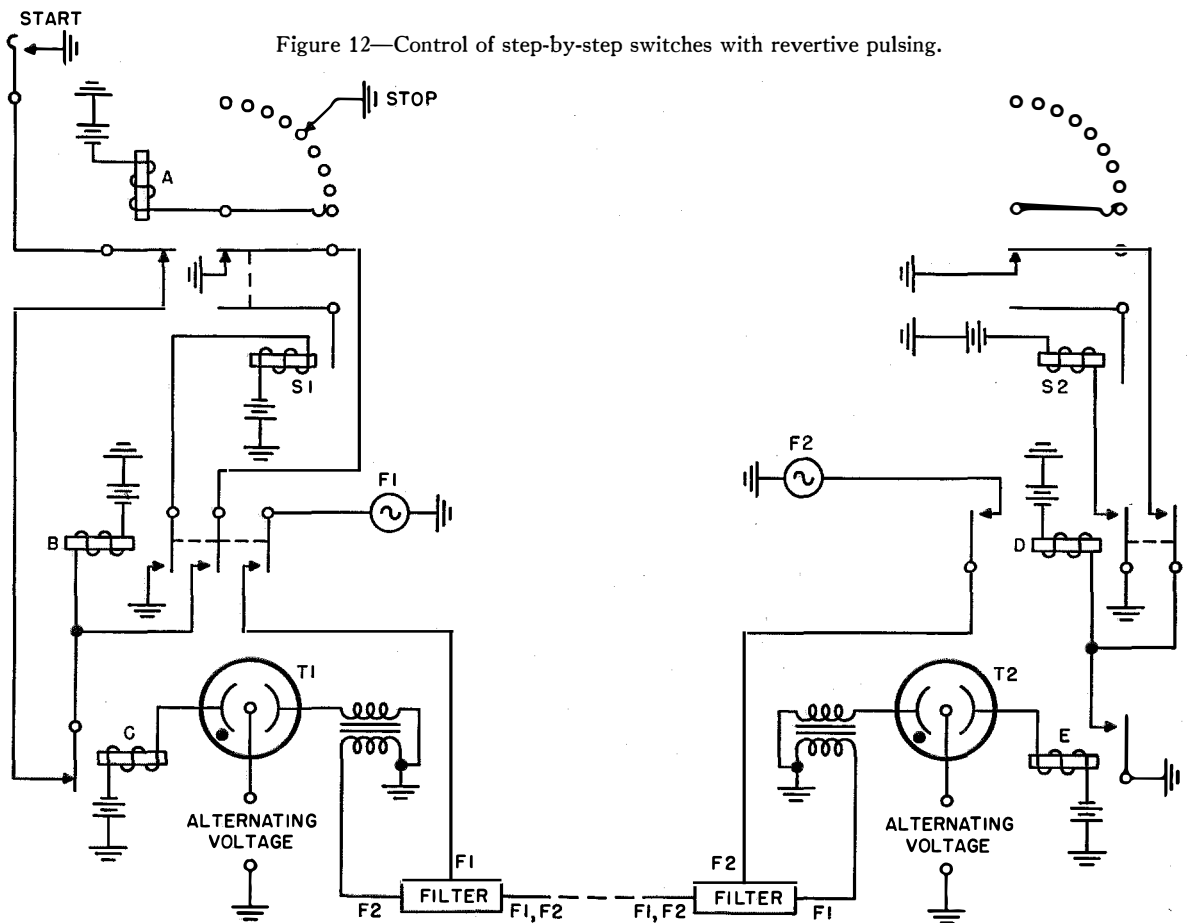 START
Figure 12—Control of step-by-step switches with revertive pulsing.
STOP
A
S1
S2
F1
F2
B
D
T1
T2
C
E
ALTERNATING
VOLTAGE
ALTERNATING
VOLTAGE
F1
F2
FILTER
FILTER
F2
F1,F2
F1,F2
F1